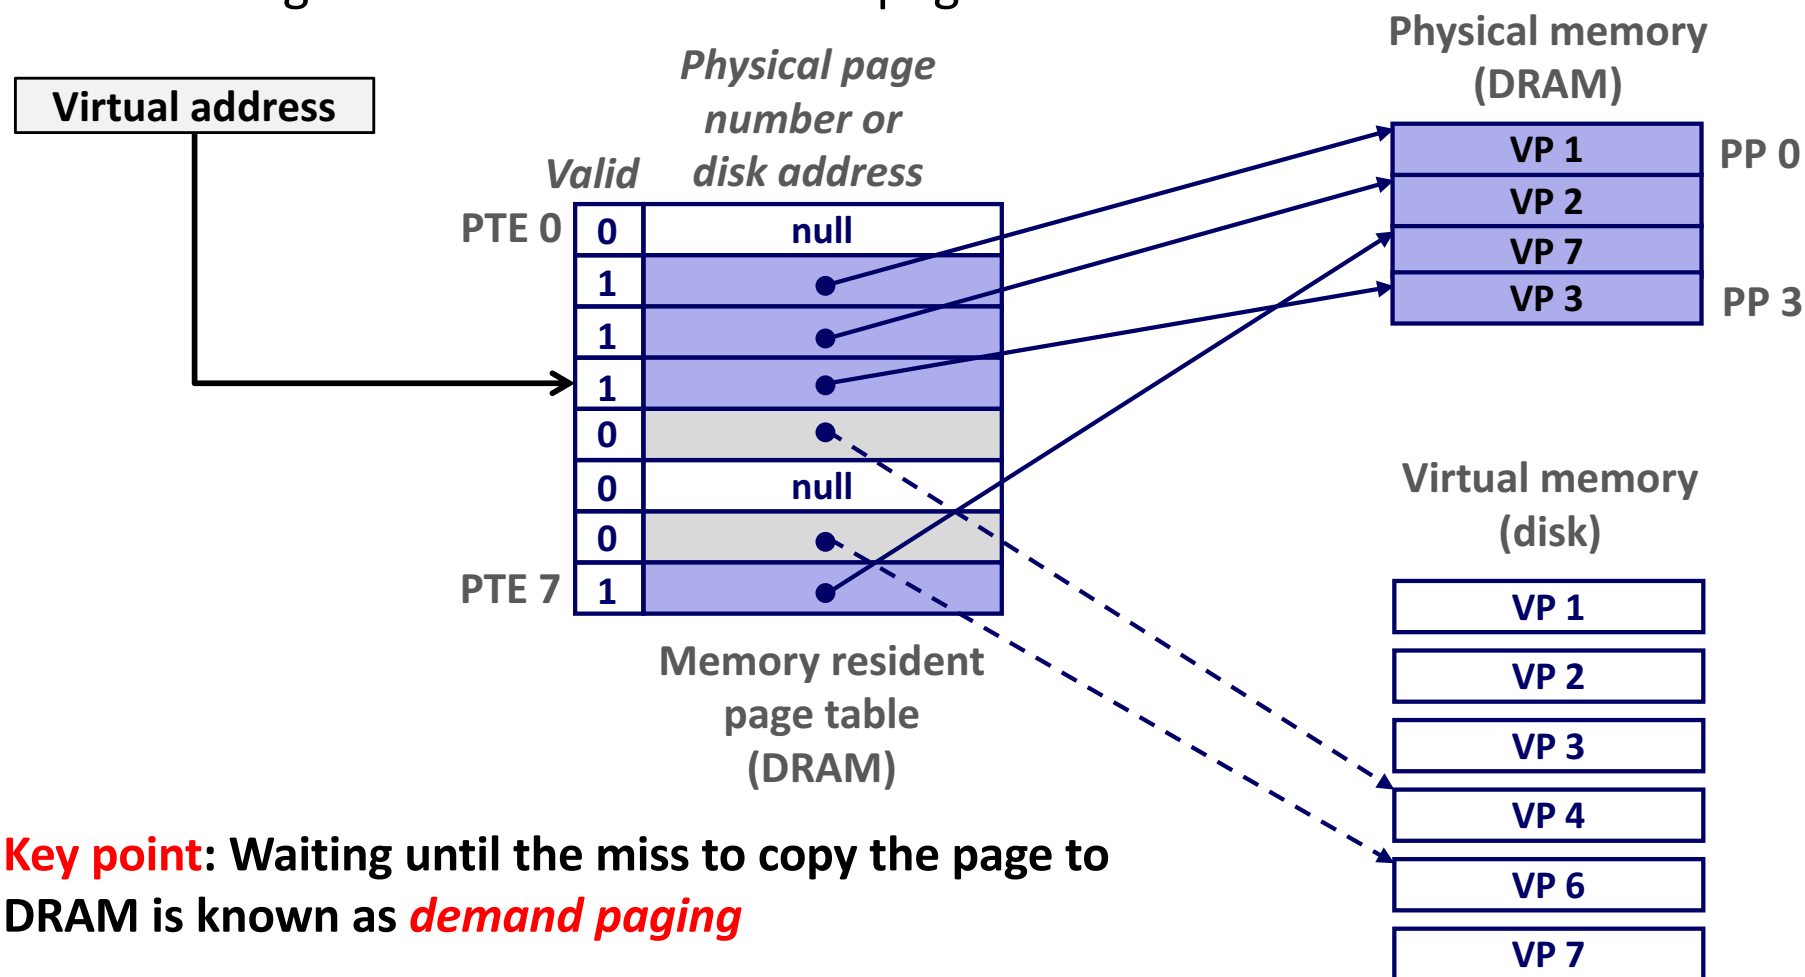 Physical memory
(DRAM)
Virtual address
Physical page
number or
disk address
Valid
PTE 0
0 null
1
1
1
0
0 null
0
PTE 7 1
VP 1 PP 0
VP 2
VP 7
VP 3 PP 3
Memory resident
page table
(DRAM)
Virtual memory
(disk)
VP 1
VP 2
VP 3
VP 4
VP 6
VP 7
Key point: Waiting until the miss to copy the page to
DRAM is known as demand paging